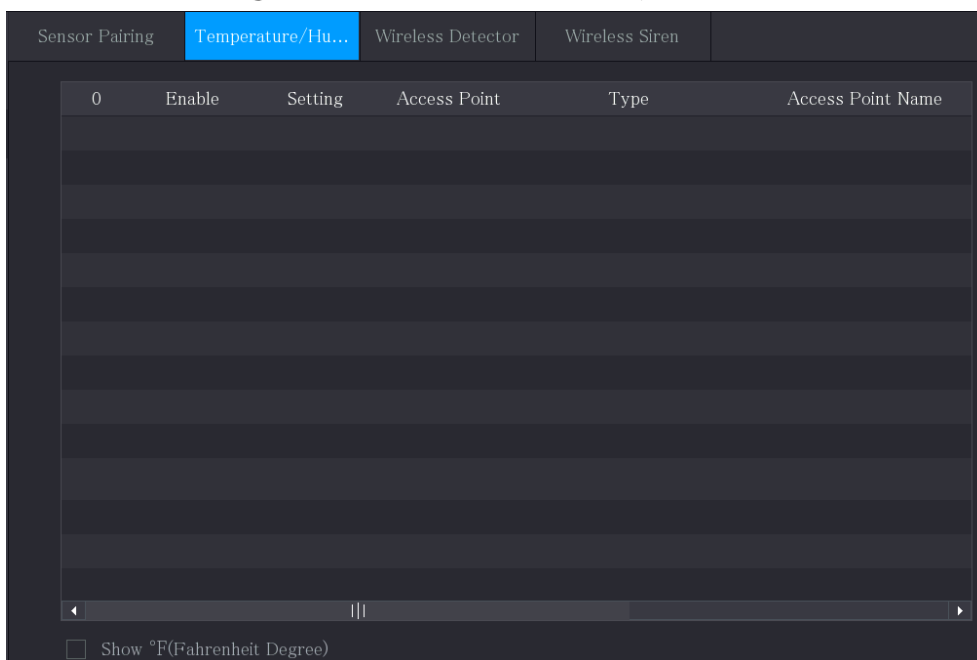 Sensor Pairing Temperature/Hu... Wireless Detector Wireless Siren
0 Enable Setting Access Point Type Access Point Name
Show °F(Fahrenheit Degree)